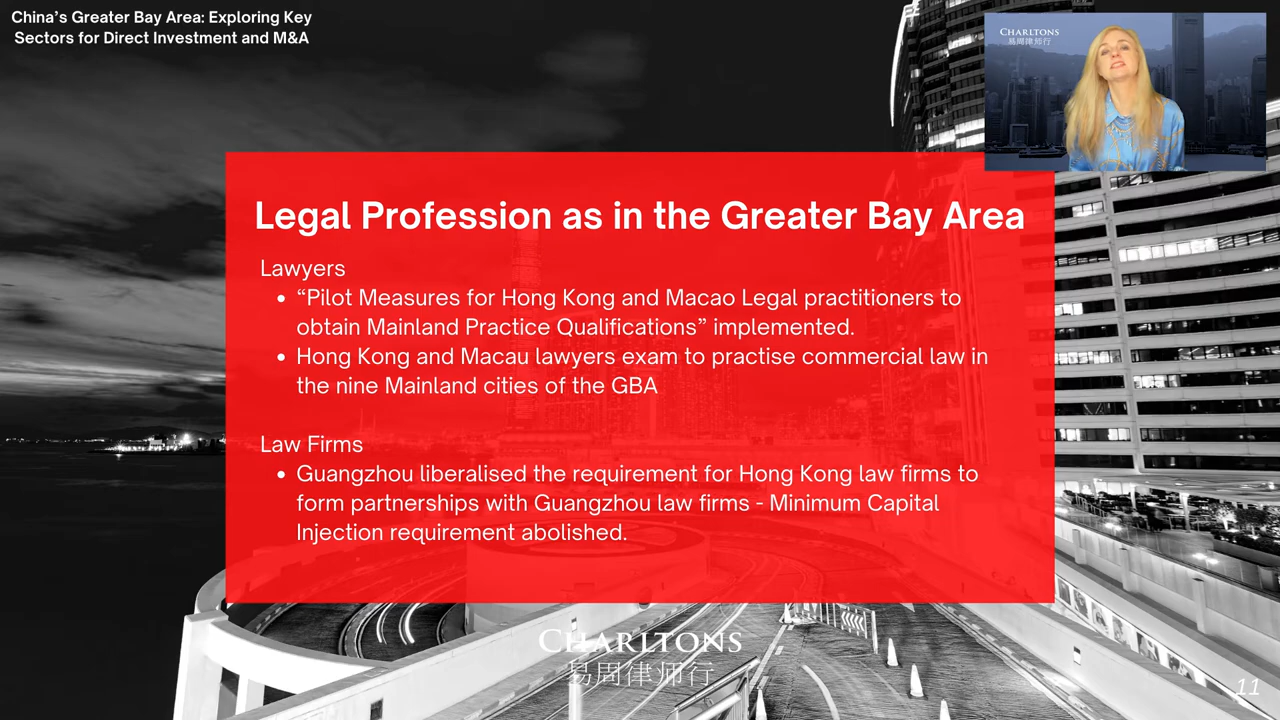 China’s Greater Bay Area: Exploring Key
Sectors for Direct Investment and M&A
CHARLTONS
易周律师行
Legal Profession as in the Greater Bay Area
Lawyers
• “Pilot Measures for Hong Kong and Macao Legal practitioners to
obtain Mainland Practice Qualifications” implemented.
• Hong Kong and Macau lawyers exam to practise commercial law in
the nine Mainland cities of the GBA
Law Firms
• Guangzhou liberalised the requirement for Hong Kong law firms to
form partnerships with Guangzhou law firms - Minimum Capital
Injection requirement abolished.
CHARLTONS
易周律师行
11